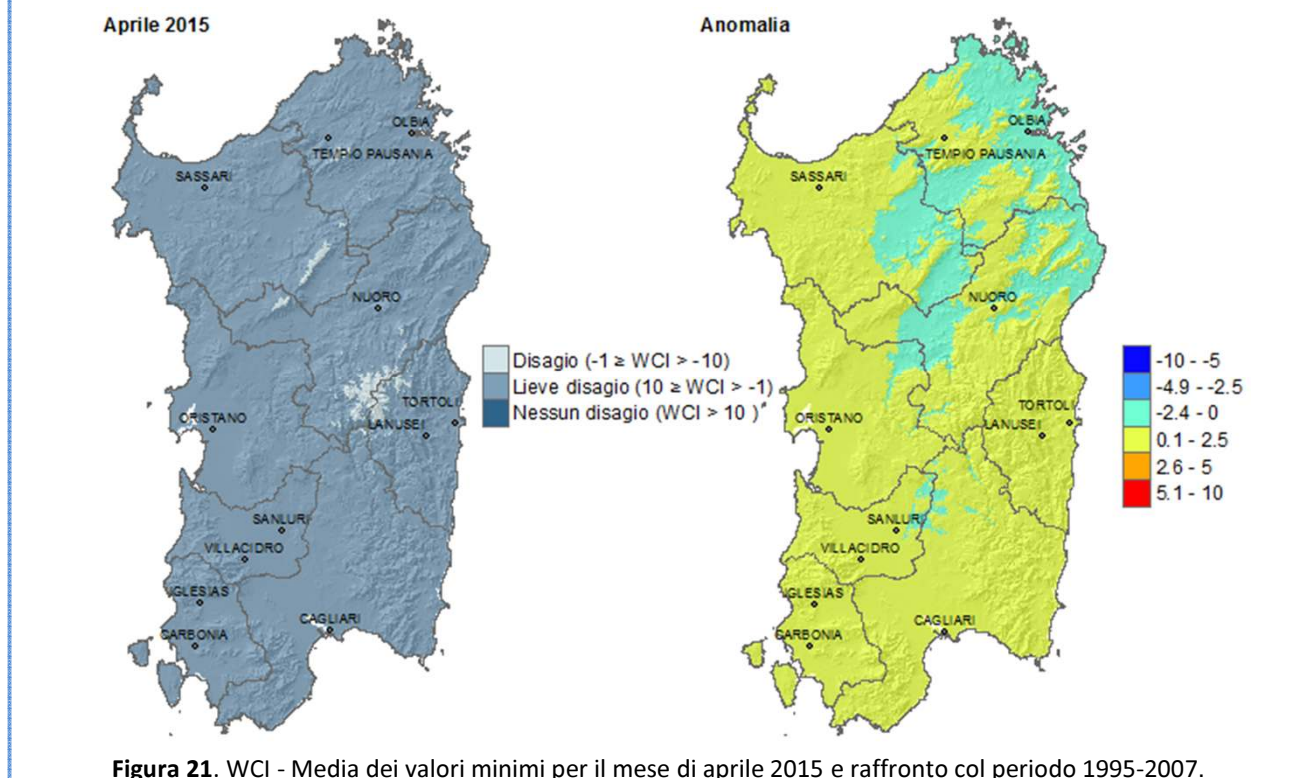 Aprile 2015
OLBIA
TEMPIO PAUSANIA
SASSARI
NUORO
TORTOLI
ORISTANO
LANUSEI
SANLURI
VILLACIDRO
IGLESIAS
CAGLIARI
CARBONIA
Disagio (-1 ≥ WCI > -10)
Lieve disagio (10 ≥ WCI > -1)
Nessun disagio (WCI > 10 )
Anomalia
OLBIA
TEMPIO PAUSANIA
SASSARI
NUORO
TORTOLI
ORISTANO
LANUSEI
SANLURI
VILLACIDRO
IGLESIAS
CAGLIARI
CARBONIA
-10 - -5
-4.9 - -2.5
-2.4 - 0
0.1 - 2.5
2.6 - 5
5.1 - 10
Figura 21. WCI - Media dei valori minimi per il mese di aprile 2015 e raffronto col periodo 1995-2007.